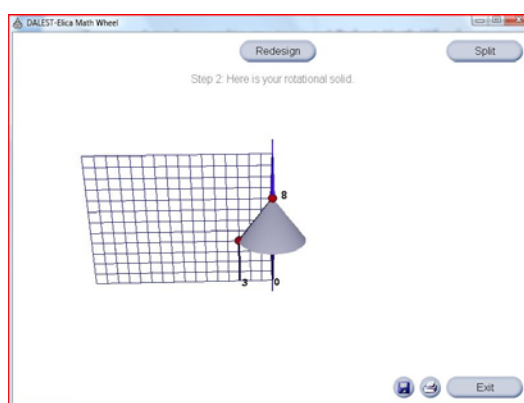 DALEST-Elica Math Wheel
Redesign
Split
Step 2: Here is your rotational solid.
8
3
0
Exit